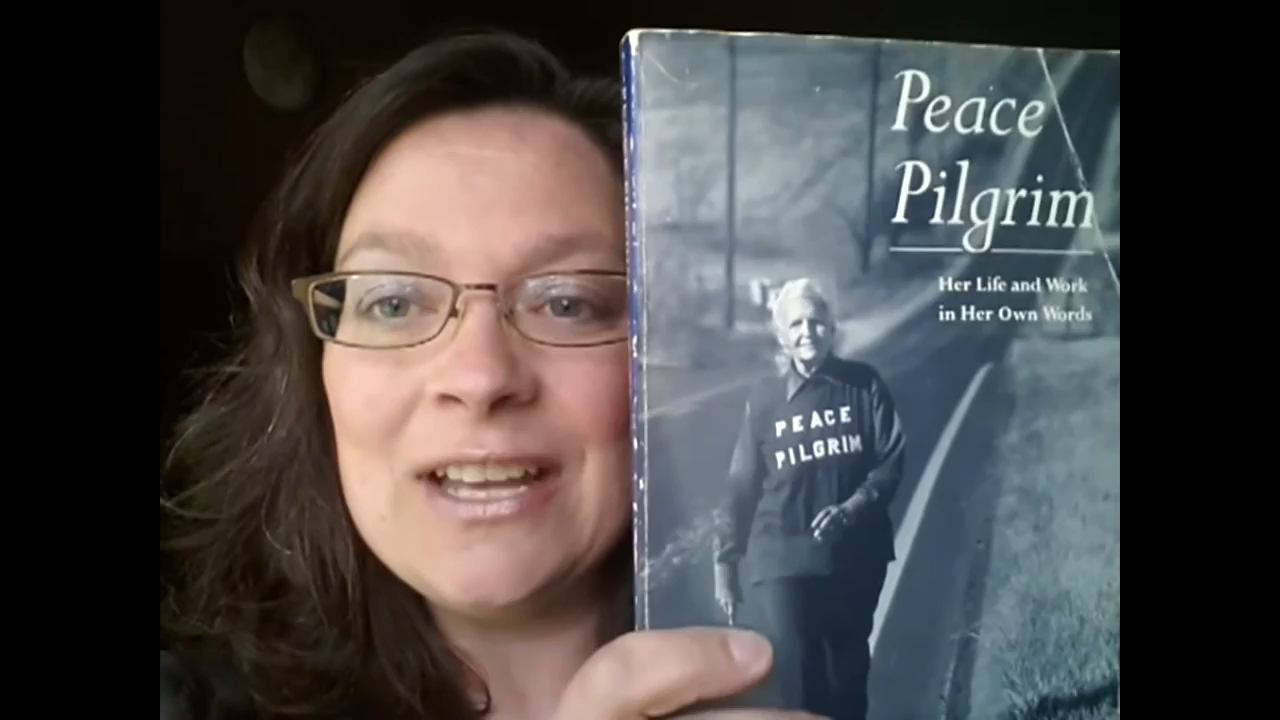 Peace
Pilgrim
Her Life and Work
in Her Own Words
PEACE
PILGRIM